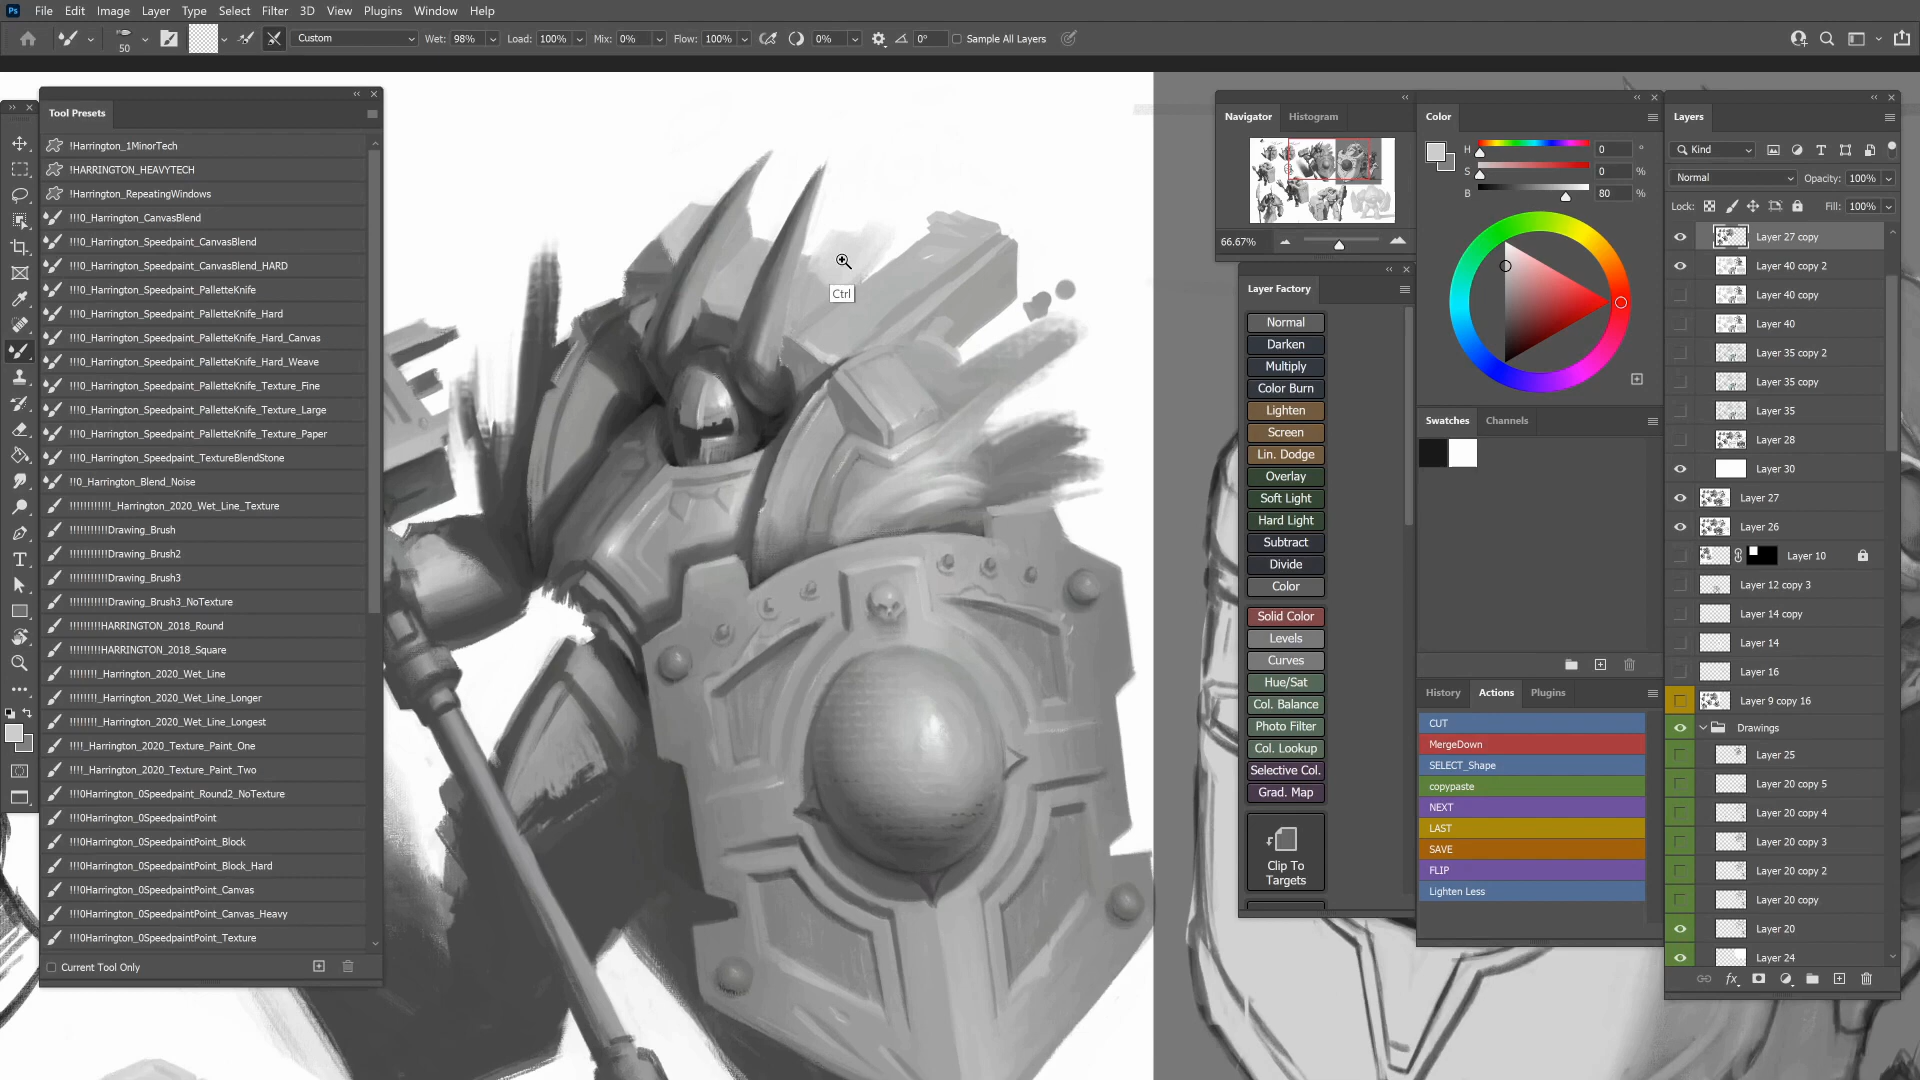 Ps File Edit Image Layer Type Select Filter 3D View Plugins Window Help
50 Custom Wet: 98% Load: 100% Mix: 0% Flow: 100% 0% 0° Sample All Layers
Tool Presets
!Harrington_1MinorTech
!HARRINGTON_HEAVYTECH
!Harrington_RepeatingWindows
!!!0_Harrington_CanvasBlend
!!!0_Harrington_Speedpaint_CanvasBlend
!!!0_Harrington_Speedpaint_CanvasBlend_HARD
!!!0_Harrington_Speedpaint_PalletteKnife
!!!0_Harrington_Speedpaint_PalletteKnife_Hard
!!!0_Harrington_Speedpaint_PalletteKnife_Hard_Canvas
!!!0_Harrington_Speedpaint_PalletteKnife_Hard_Weave
!!!0_Harrington_Speedpaint_PalletteKnife_Texture_Fine
!!!0_Harrington_Speedpaint_PalletteKnife_Texture_Large
!!!0_Harrington_Speedpaint_PalletteKnife_Texture_Paper
!!!0_Harrington_Speedpaint_TextureBlendStone
!!0_Harrington_Blend_Noise
!!!!!!!!!!!!_Harrington_2020_Wet_Line_Texture
!!!!!!!!!!!Drawing_Brush
!!!!!!!!!!!Drawing_Brush2
!!!!!!!!!!!Drawing_Brush3
!!!!!!!!!!!Drawing_Brush3_NoTexture
!!!!!!!!!HARRINGTON_2018_Round
!!!!!!!!!HARRINGTON_2018_Square
!!!!!!!!_Harrington_2020_Wet_Line
!!!!!!!!_Harrington_2020_Wet_Line_Longer
!!!!!!!!_Harrington_2020_Wet_Line_Longest
!!!!_Harrington_2020_Texture_Paint_One
!!!!_Harrington_2020_Texture_Paint_Two
!!!0Harrington_0Speedpaint_Round2_NoTexture
!!!0Harrington_0SpeedpaintPoint
!!!0Harrington_0SpeedpaintPoint_Block
!!!0Harrington_0SpeedpaintPoint_Block_Hard
!!!0Harrington_0SpeedpaintPoint_Canvas
!!!0Harrington_0SpeedpaintPoint_Canvas_Heavy
!!!0Harrington_0SpeedpaintPoint_Texture
Current Tool Only
Ctrl
Navigator Histogram
66.67%
Layer Factory
Normal
Darken
Multiply
Color Burn
Lighten
Screen
Lin. Dodge
Overlay
Soft Light
Hard Light
Subtract
Divide
Color
Solid Color
Levels
Curves
Hue/Sat
Col. Balance
Photo Filter
Col. Lookup
Selective Col.
Grad. Map
Clip To
Targets
Color
H 0 °
S 0 %
B 80 %
Swatches Channels
History Actions Plugins
CUT
MergeDown
SELECT_Shape
copypaste
NEXT
LAST
SAVE
FLIP
Lighten Less
Layers
Kind
Normal Opacity: 100%
Lock: Fill: 100%
Layer 27 copy
Layer 40 copy 2
Layer 40 copy
Layer 40
Layer 35 copy 2
Layer 35 copy
Layer 35
Layer 28
Layer 30
Layer 27
Layer 26
Layer 10
Layer 12 copy 3
Layer 14 copy
Layer 14
Layer 16
Layer 9 copy 16
Drawings
Layer 25
Layer 20 copy 5
Layer 20 copy 4
Layer 20 copy 3
Layer 20 copy 2
Layer 20 copy
Layer 20
Layer 24
fx